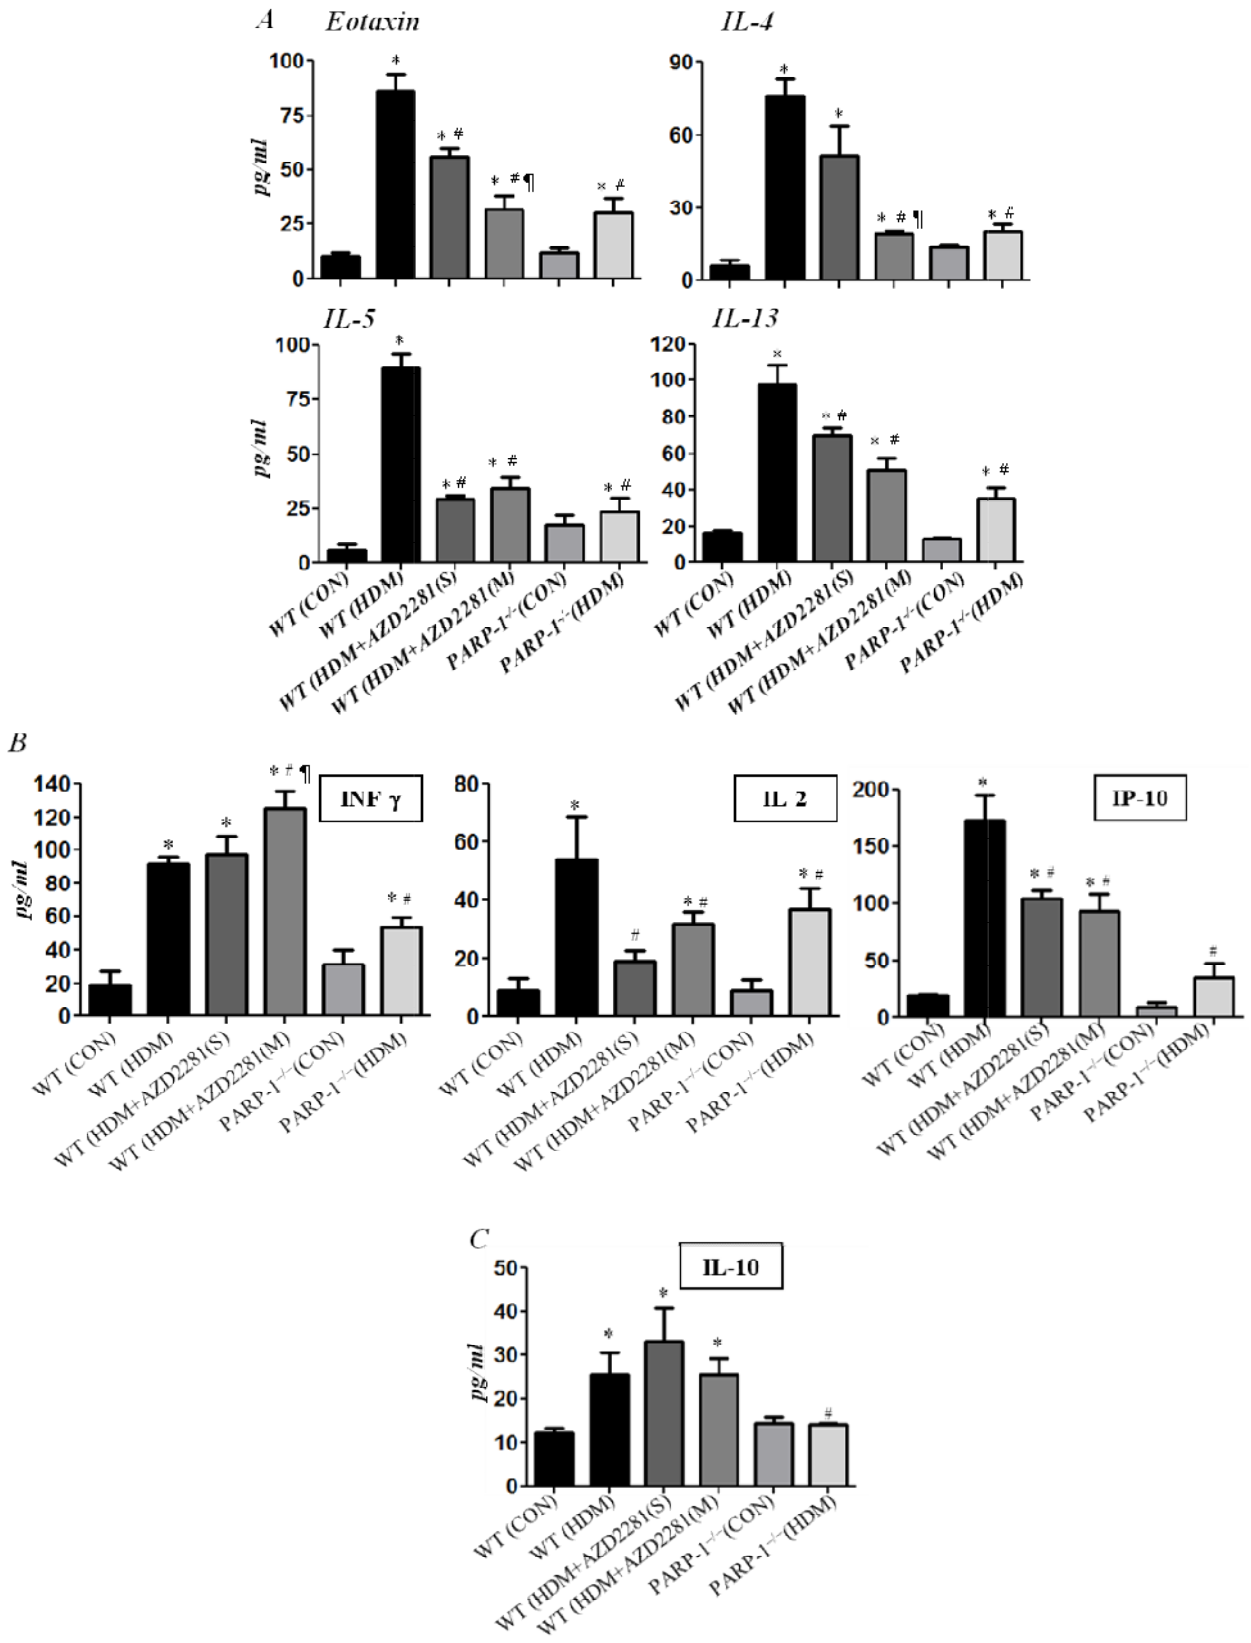 A
Eotaxin
IL-4
pg/ml
100
75
50
25
0
*
* #
* # ¶
* #
90
60
30
0
*
*
* # ¶
* #
IL-5
IL-13
pg/ml
100
75
50
25
0
*
* #
* #
* #
120
100
80
60
40
20
0
*
* #
* #
* #
WT (CON)
WT (HDM)
WT (HDM+AZD2281(S)
WT (HDM+AZD2281(M)
PARP-1⁻/⁻(CON)
PARP-1⁻/⁻(HDM)
WT (CON)
WT (HDM)
WT (HDM+AZD2281(S)
WT (HDM+AZD2281(M)
PARP-1⁻/⁻(CON)
PARP-1⁻/⁻(HDM)
B
INF γ
pg/ml
140
120
100
80
60
40
20
0
*
*
* # ¶
* #
WT (CON)
WT (HDM)
WT (HDM+AZD2281(S)
WT (HDM+AZD2281(M)
PARP-1⁻/⁻(CON)
PARP-1⁻/⁻(HDM)
IL 2
80
60
40
20
0
*
#
* #
* #
WT (CON)
WT (HDM)
WT (HDM+AZD2281(S)
WT (HDM+AZD2281(M)
PARP-1⁻/⁻(CON)
PARP-1⁻/⁻(HDM)
IP-10
200
150
100
50
0
*
* #
* #
#
WT (CON)
WT (HDM)
WT (HDM+AZD2281(S)
WT (HDM+AZD2281(M)
PARP-1⁻/⁻(CON)
PARP-1⁻/⁻(HDM)
C
IL-10
pg/ml
50
40
30
20
10
0
*
*
*
#
WT (CON)
WT (HDM)
WT (HDM+AZD2281(S)
WT (HDM+AZD2281(M)
PARP-1⁻/⁻(CON)
PARP-1⁻/⁻(HDM)